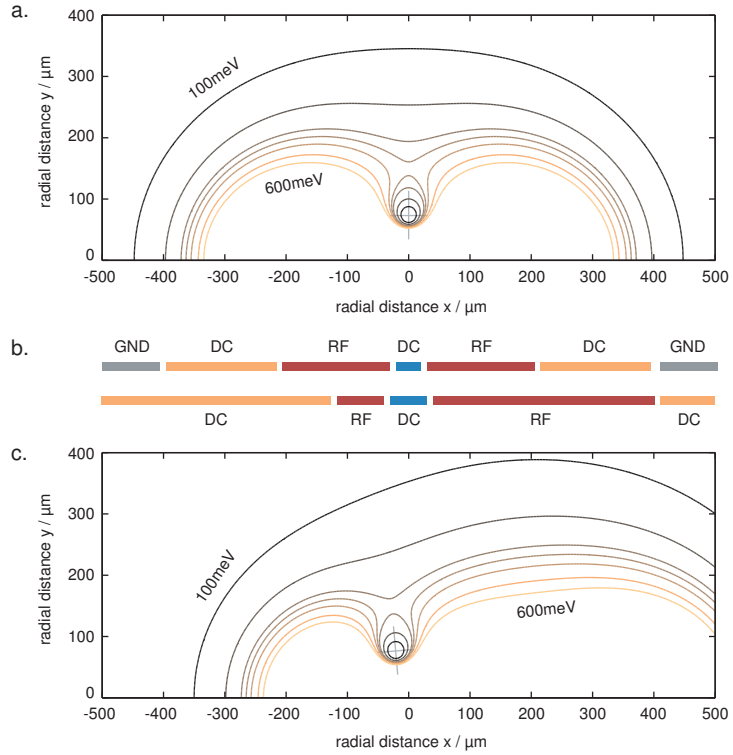 a.
400
300
200
100
0
radial distance y / µm
100meV
600meV
-500 -400 -300 -200 -100 0 100 200 300 400 500
radial distance x / µm
b.
GND DC RF DC RF DC GND
DC RF DC RF DC
c.
400
300
200
100
0
radial distance y / µm
100meV
600meV
-500 -400 -300 -200 -100 0 100 200 300 400 500
radial distance x / µm